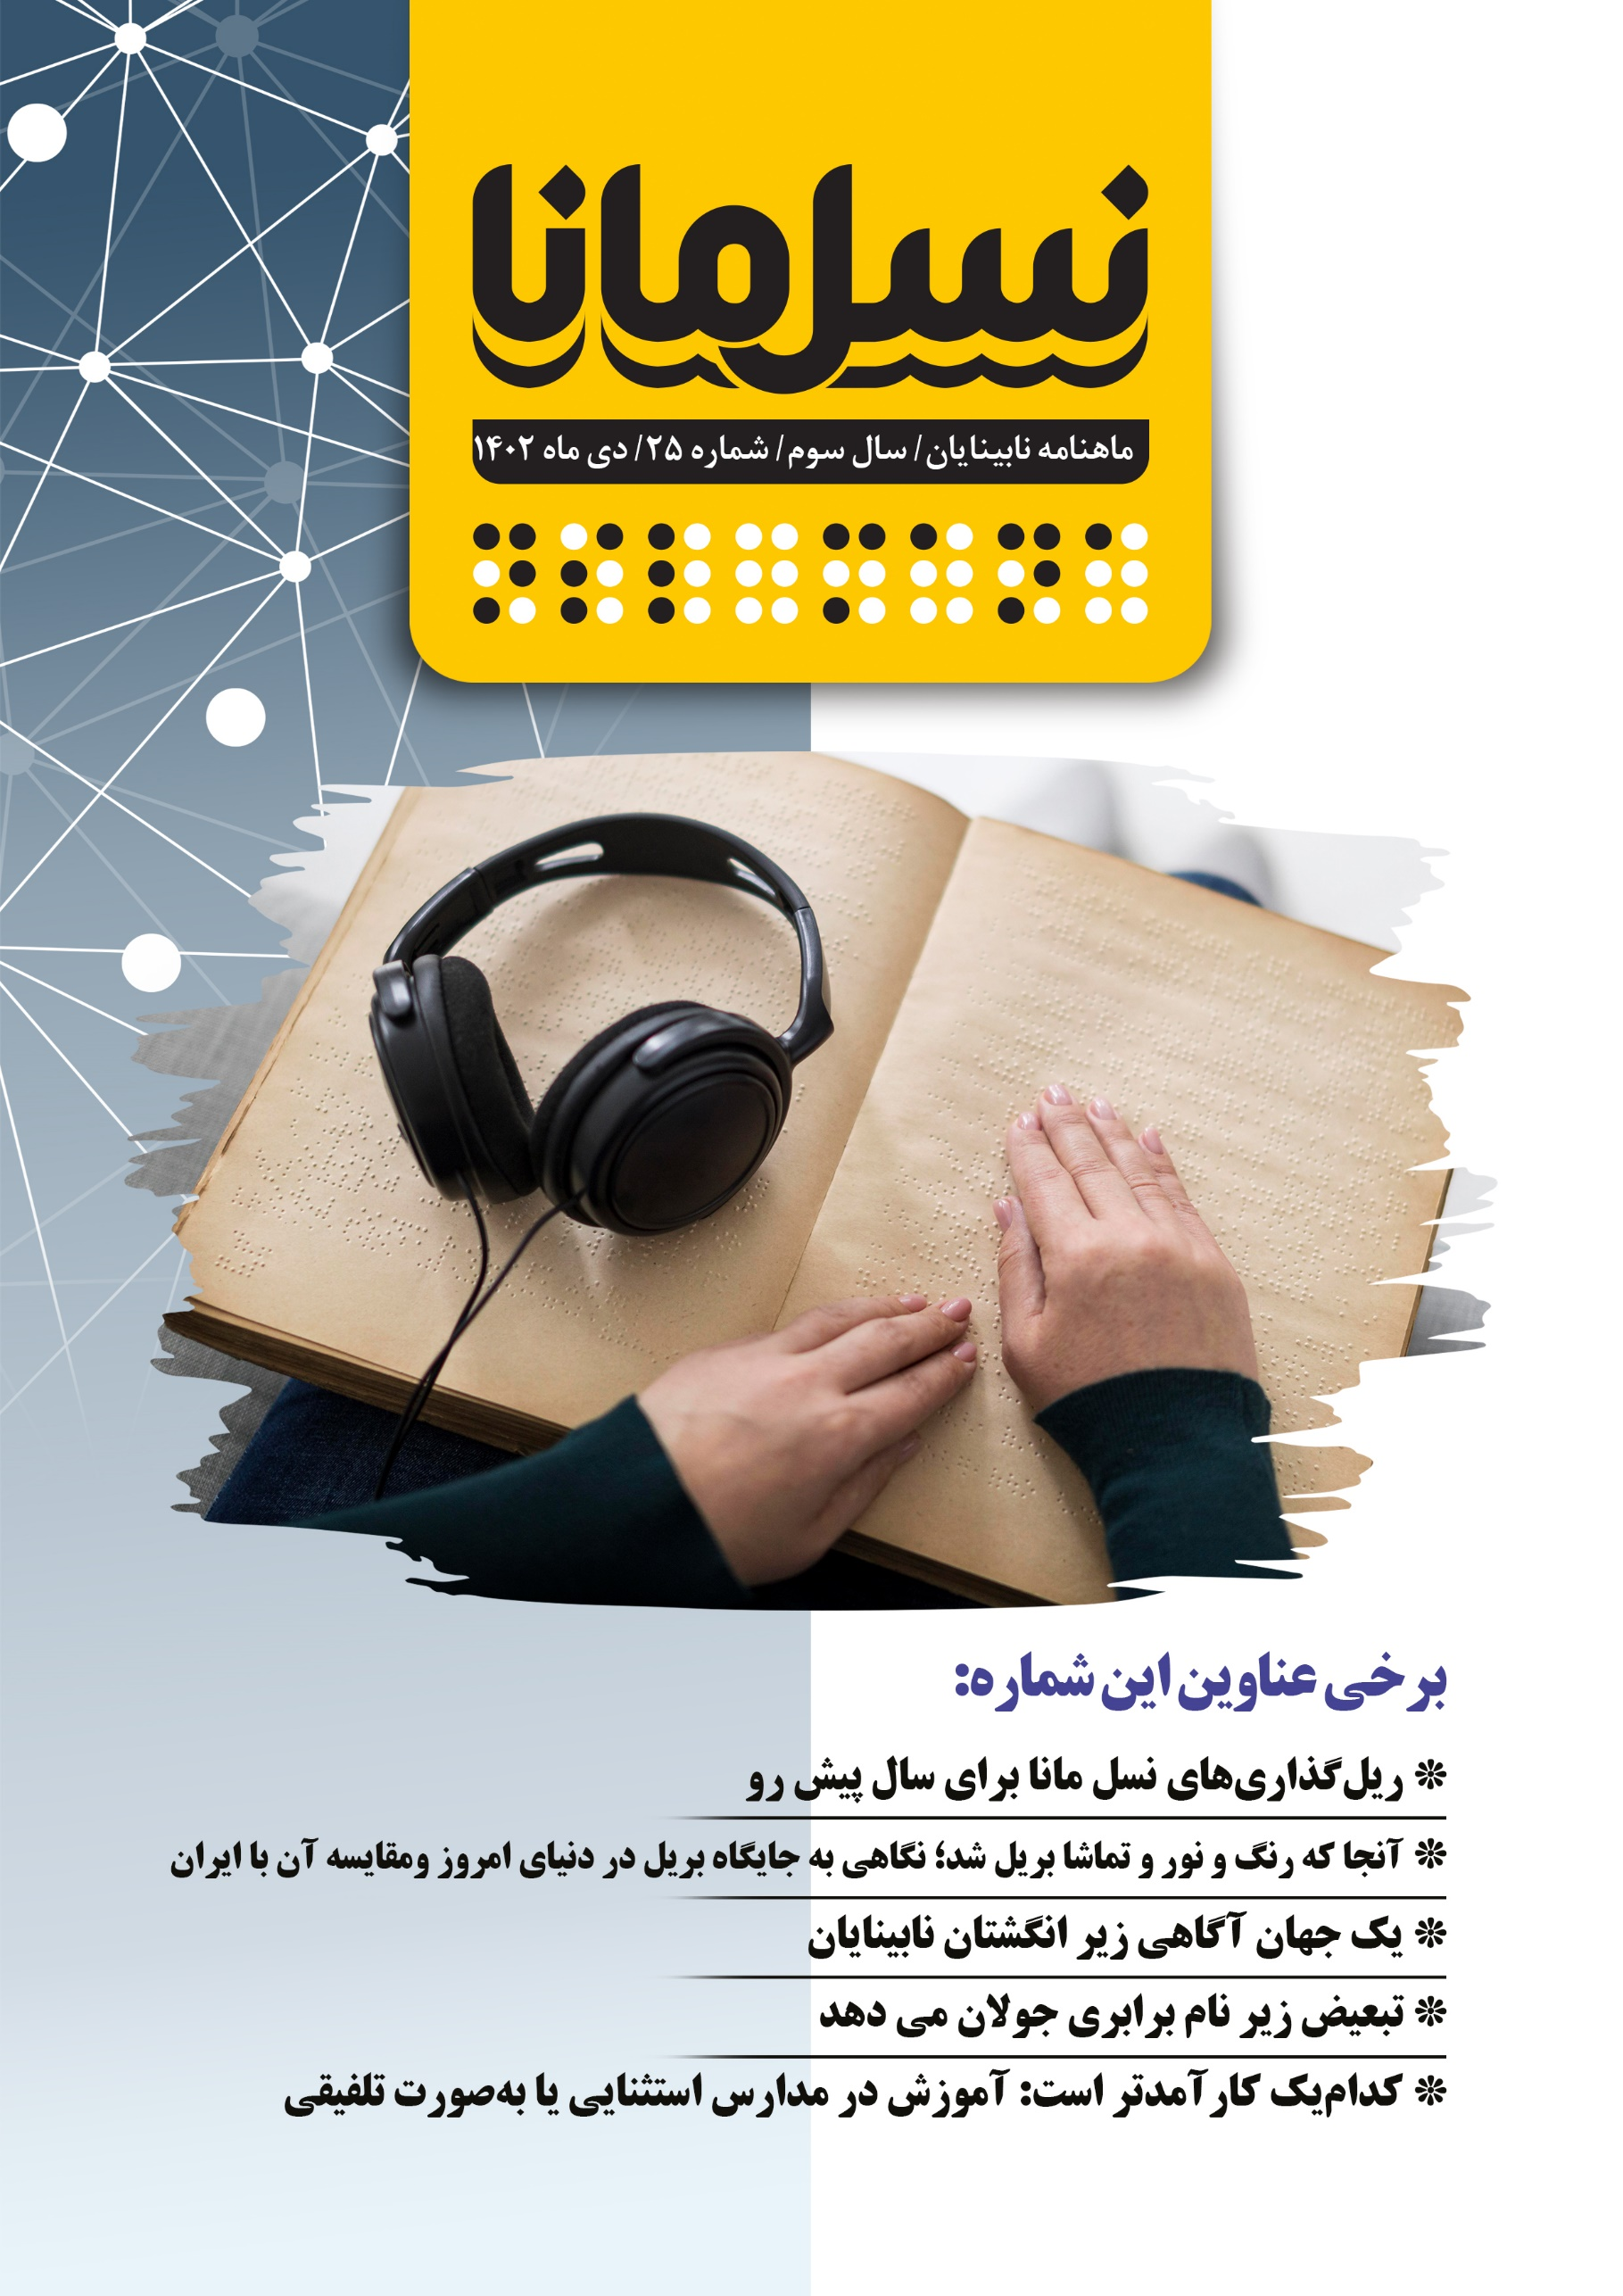 نسل مانا
ماهنامه نابینایان/ سال سوم/ شماره ۲۵/ دی ماه ۱۴۰۲
⠝⠎⠇⠀⠍⠁⠝⠁
برخی عناوین این شماره:
❊ ریل‌گذاری‌های نسل مانا برای سال پیش رو
❊ آنجا که رنگ و نور و تماشا بریل شد؛ نگاهی به جایگاه بریل در دنیای امروز ومقایسه آن با ایران
❊ یک جهان آگاهی زیر انگشتان نابینایان
❊ تبعیض زیر نام برابری جولان می دهد
❊ کدام‌یک کارآمدتر است: آموزش در مدارس استثنایی یا به‌صورت تلفیقی